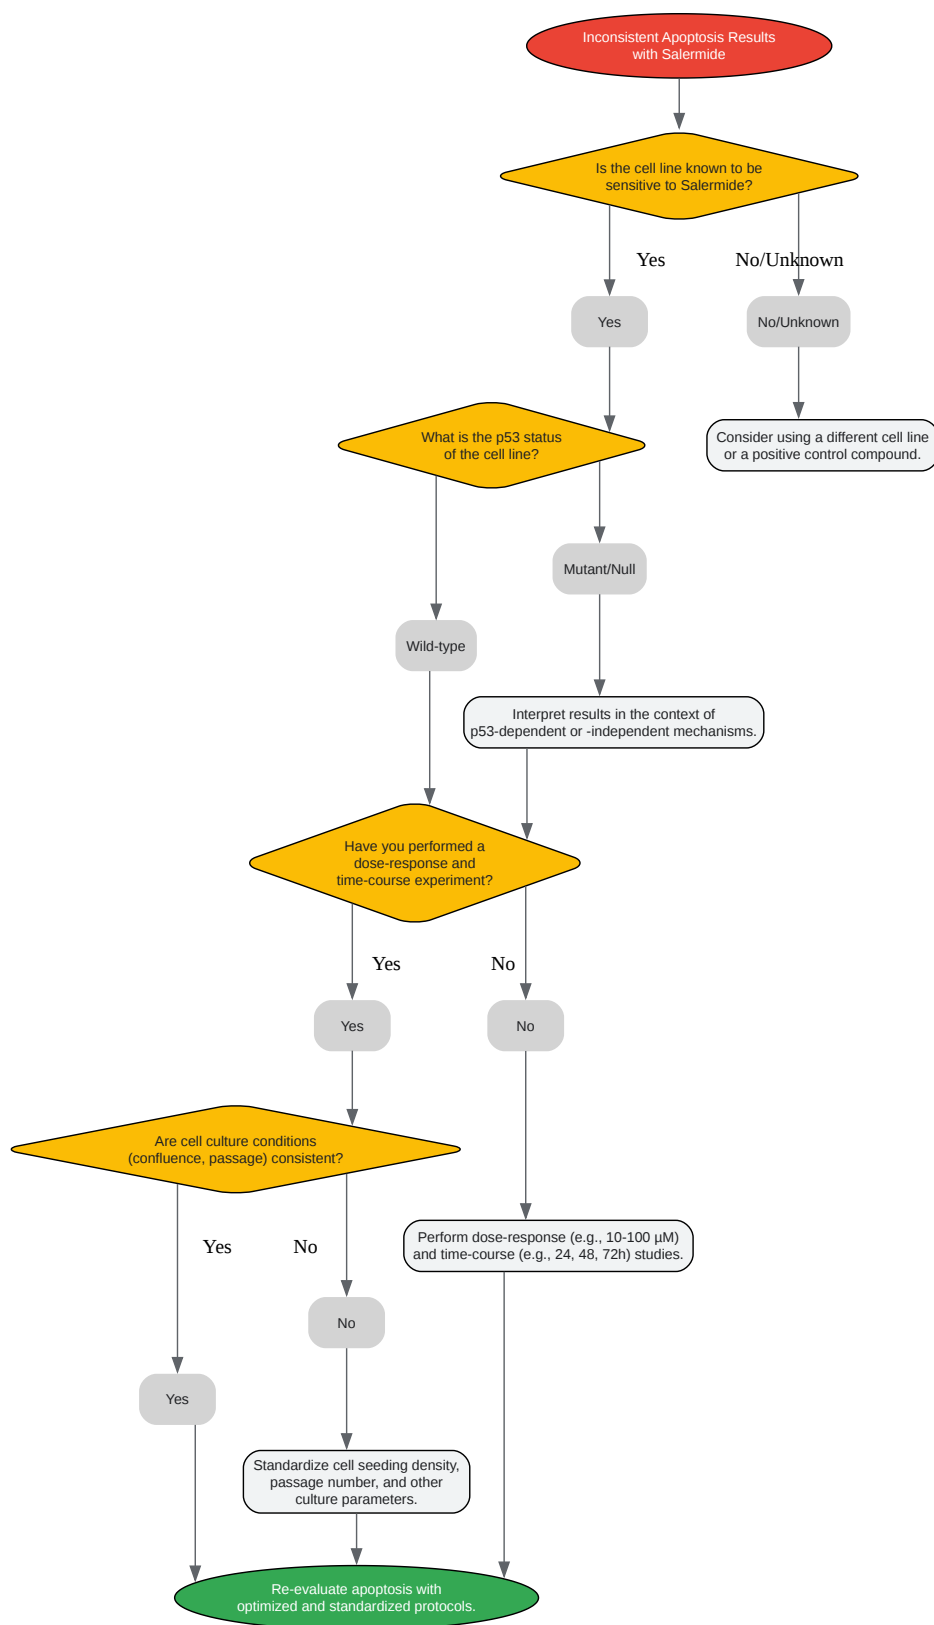 Inconsistent Apoptosis Results
with Salermide
Is the cell line known to be
sensitive to Salermide?
Yes
No/Unknown
Yes
No/Unknown
What is the p53 status
of the cell line?
Consider using a different cell line
or a positive control compound.
Mutant/Null
Wild-type
Interpret results in the context of
p53-dependent or -independent mechanisms.
Have you performed a
dose-response and
time-course experiment?
Yes
No
Yes
No
Are cell culture conditions
(confluence, passage) consistent?
Yes
No
Perform dose-response (e.g., 10-100 µM)
and time-course (e.g., 24, 48, 72h) studies.
No
Yes
Standardize cell seeding density,
passage number, and other
culture parameters.
Re-evaluate apoptosis with
optimized and standardized protocols.